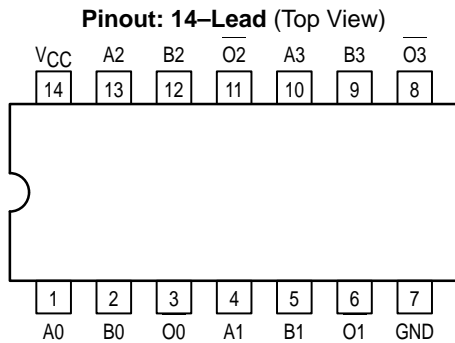 Pinout: 14–Lead (Top View)
VCC A2 B2 O2 A3 B3 O3
14 13 12 11 10 9 8
1 2 3 4 5 6 7
A0 B0 O0 A1 B1 O1 GND